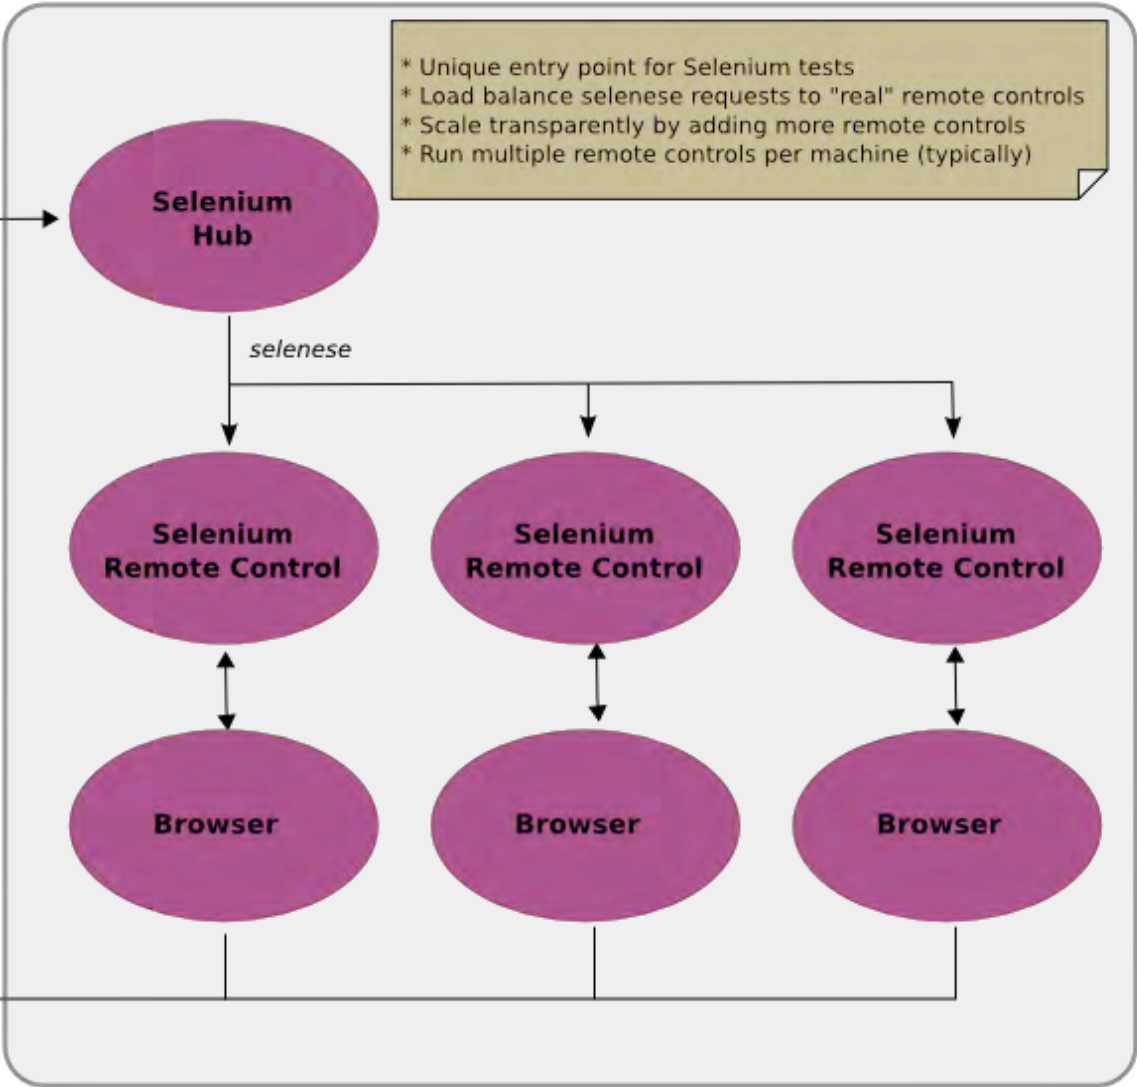 * Unique entry point for Selenium tests
* Load balance selenese requests to "real" remote controls
* Scale transparently by adding more remote controls
* Run multiple remote controls per machine (typically)
Selenium
Hub
selenese
Selenium
Remote Control
Selenium
Remote Control
Selenium
Remote Control
Browser
Browser
Browser